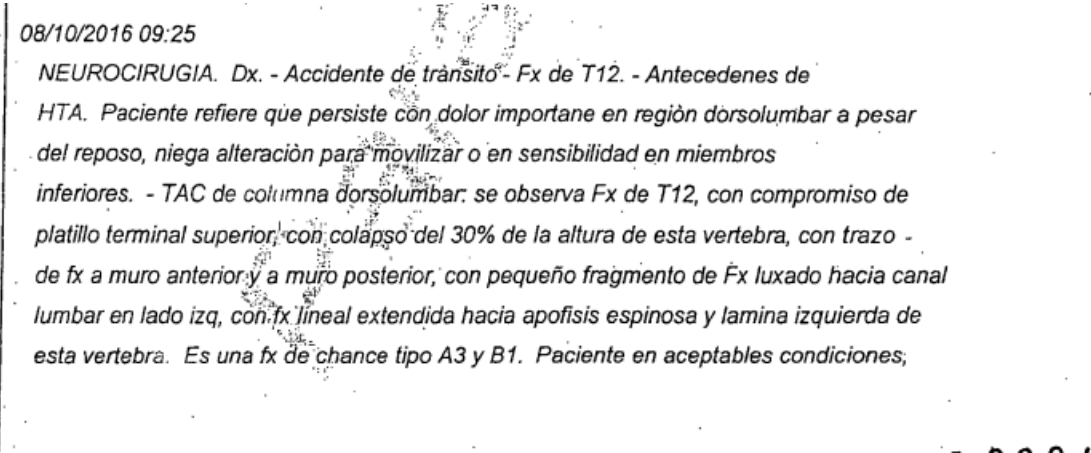 08/10/2016 09:25
NEUROCIRUGIA. Dx. - Accidente de trànsito - Fx de T12. - Antecedenes de
HTA. Paciente refiere que persiste còn dolor importane en regiòn dorsolumbar a pesar
del reposo, niega alteraciòn para movilizar o en sensibilidad en miembros
inferiores. - TAC de columna dorsolumbar: se observa Fx de T12, con compromiso de
platillo terminal superior, con colapso del 30% de la altura de esta vertebra, con trazo -
de fx a muro anterior y a muro posterior, con pequeño fragmento de Fx luxado hacia canal
lumbar en lado izq, con fx lineal extendida hacia apofisis espinosa y lamina izquierda de
esta vertebra. Es una fx de chance tipo A3 y B1. Paciente en aceptables condiciones,